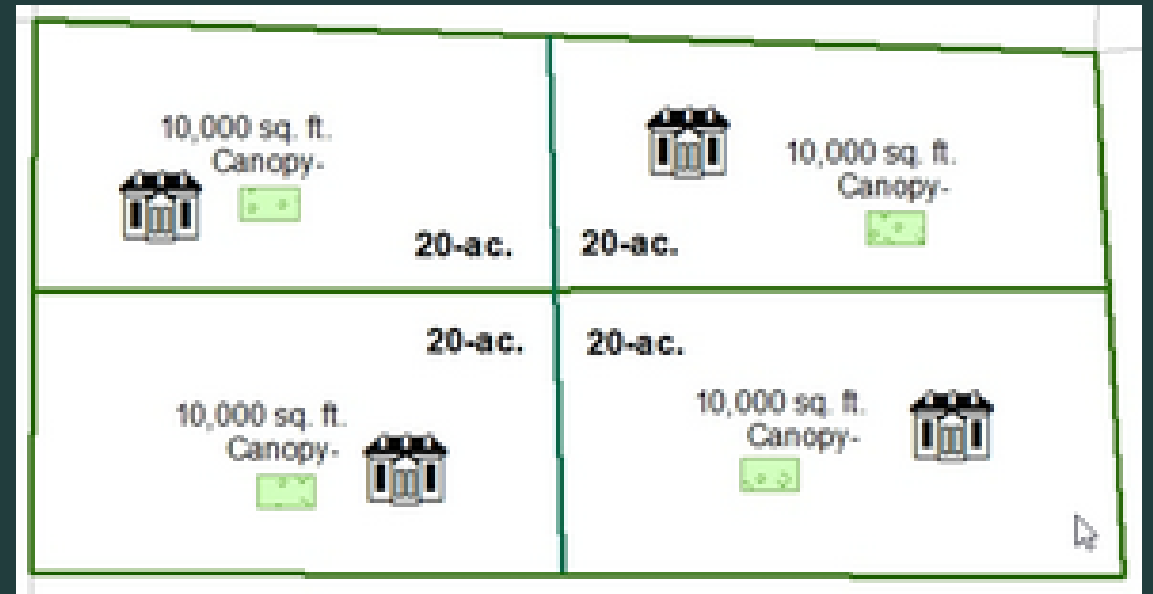 10,000 sq. ft.
Canopy-
20-ac.
10,000 sq. ft.
Canopy-
20-ac.
20-ac.
10,000 sq. ft.
Canopy-
20-ac.
10,000 sq. ft.
Canopy-